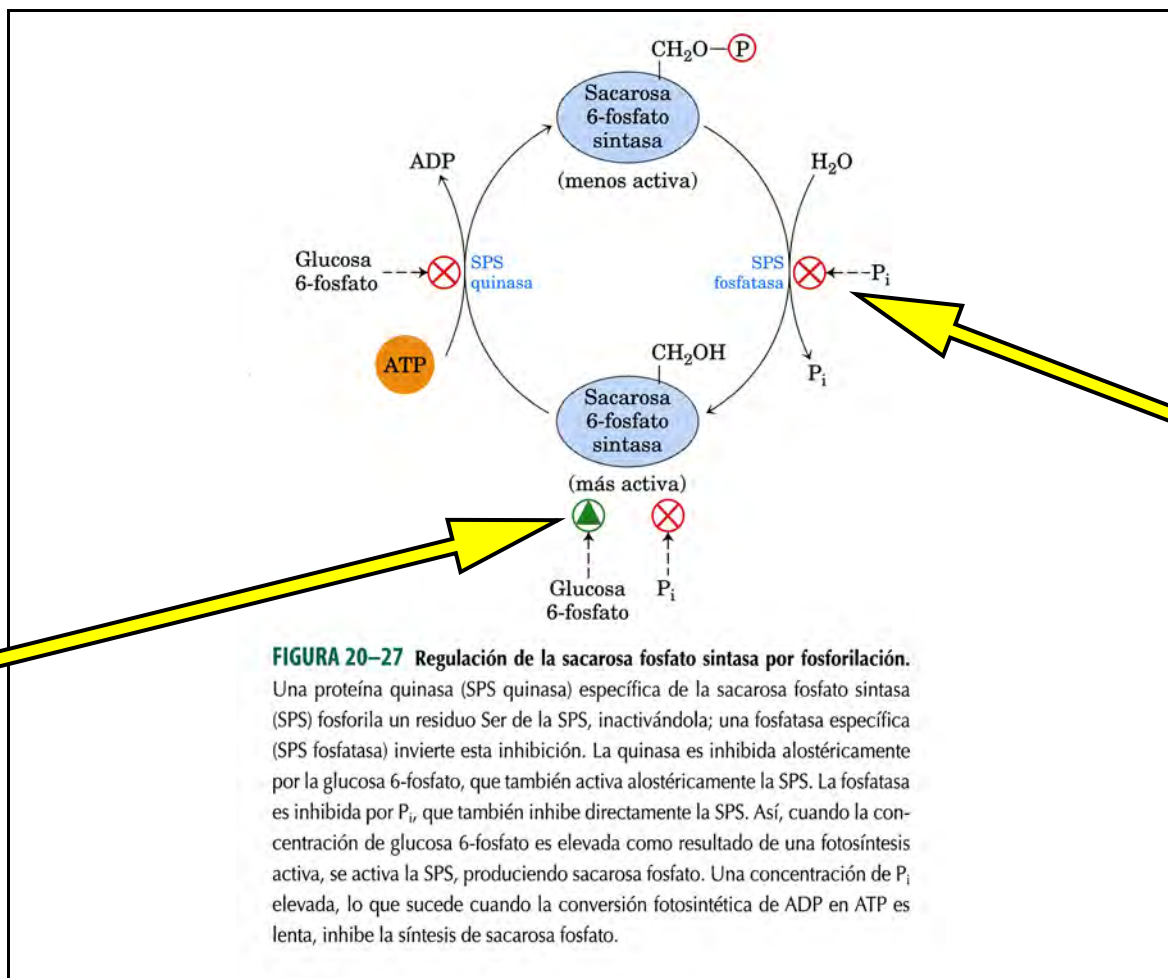 CH₂O—P
Sacarosa
6-fosfato
sintasa
(menos activa)
ADP
H₂O
Glucosa
6-fosfato
SPS
quinasa
SPS
fosfatasa
Pᵢ
ATP
CH₂OH
Pᵢ
Sacarosa
6-fosfato
sintasa
(más activa)
Glucosa
6-fosfato
Pᵢ
FIGURA 20–27 Regulación de la sacarosa fosfato sintasa por fosforilación.
Una proteína quinasa (SPS quinasa) específica de la sacarosa fosfato sintasa
(SPS) fosforila un residuo Ser de la SPS, inactivándola; una fosfatasa específica
(SPS fosfatasa) invierte esta inhibición. La quinasa es inhibida alostéricamente
por la glucosa 6-fosfato, que también activa alostéricamente la SPS. La fosfatasa
es inhibida por Pᵢ, que también inhibe directamente la SPS. Así, cuando la con-
centración de glucosa 6-fosfato es elevada como resultado de una fotosíntesis
activa, se activa la SPS, produciendo sacarosa fosfato. Una concentración de Pᵢ
elevada, lo que sucede cuando la conversión fotosintética de ADP en ATP es
lenta, inhibe la síntesis de sacarosa fosfato.